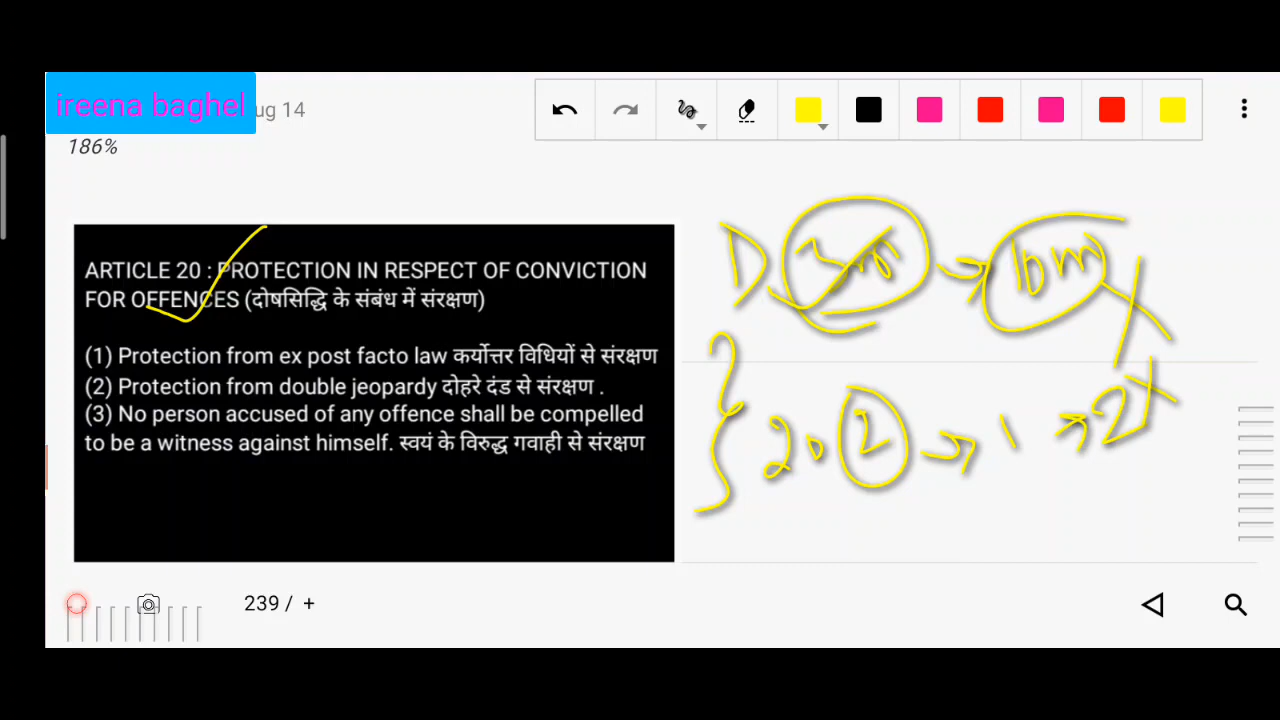 ireena baghel
ug 14
186%
ARTICLE 20 : PROTECTION IN RESPECT OF CONVICTION
FOR OFFENCES (दोषसिद्धि के संबंध में संरक्षण)
(1) Protection from ex post facto law कर्योत्तर विधियों से संरक्षण
(2) Protection from double jeopardy दोहरे दंड से संरक्षण .
(3) No person accused of any offence shall be compelled
to be a witness against himself. स्वयं के विरुद्ध गवाही से संरक्षण
D
20 2 → 1 → 2
239 / +